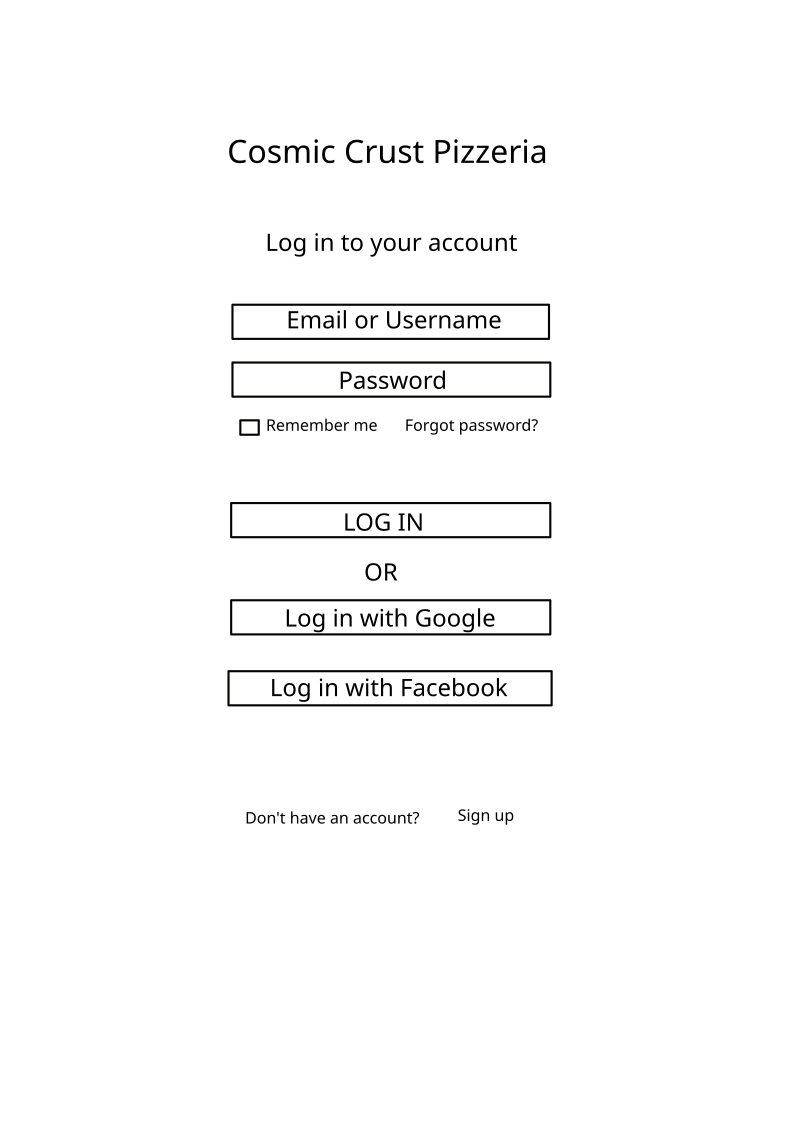 Cosmic Crust Pizzeria
Log in to your account
Email or Username
Password
Remember me Forgot password?
LOG IN
OR
Log in with Google
Log in with Facebook
Don't have an account? Sign up